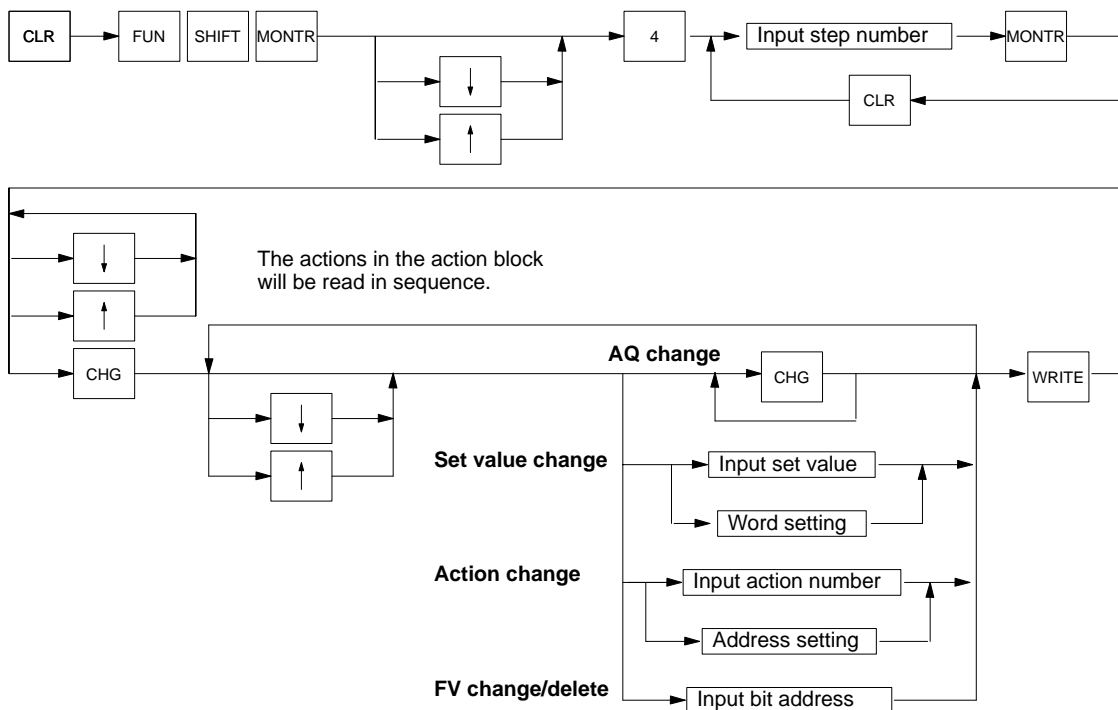 CLR FUN SHIFT MONTR 4 Input step number MONTR
CLR
The actions in the action block
will be read in sequence.
AQ change
CHG CHG WRITE
Set value change Input set value
Word setting
Action change Input action number
Address setting
FV change/delete Input bit address